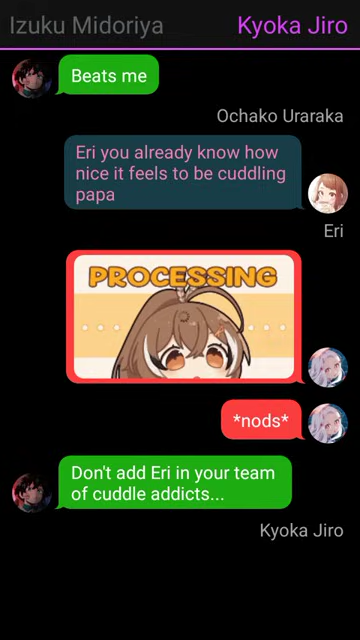 Izuku Midoriya
Kyoka Jiro
Beats me
Ochako Uraraka
Eri you already know how
nice it feels to be cuddling
papa
Eri
PROCESSING
*nods*
Don't add Eri in your team
of cuddle addicts...
Kyoka Jiro